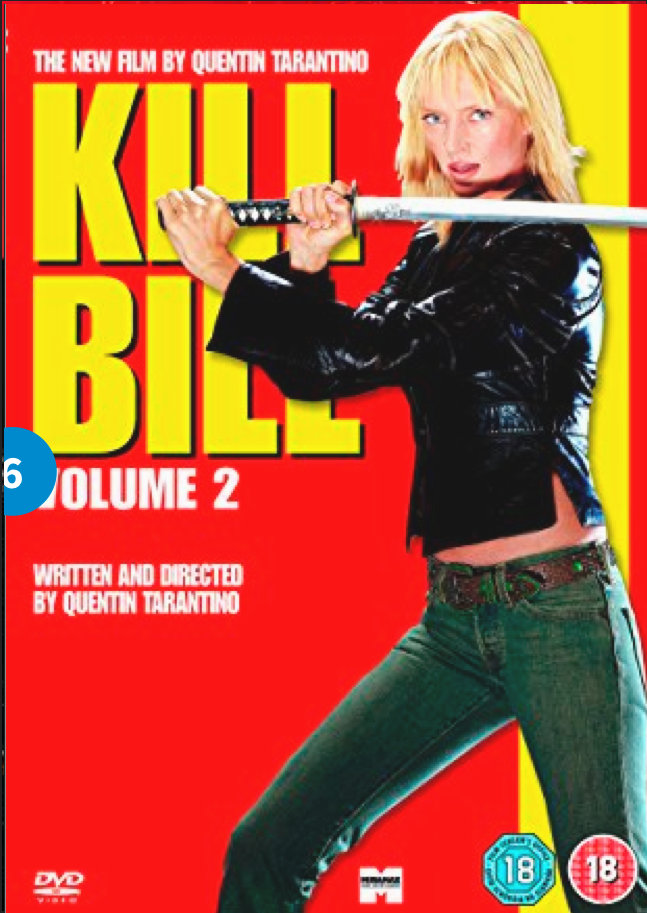 THE NEW FILM BY QUENTIN TARANTINO
KILL
BILL
6
VOLUME 2
WRITTEN AND DIRECTED
BY QUENTIN TARANTINO
DVD
VIDEO
MIRAMAX
18
18